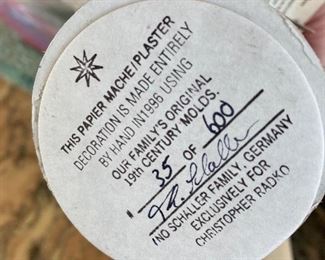 THIS PAPIER MACHE/PLASTER
DECORATION IS MADE ENTIRELY
BY HAND IN 1996 USING
OUR FAMILY'S ORIGINAL
19th CENTURY MOLDS.
35 OF 600
INO SCHALLER FAMILY, GERMANY
EXCLUSIVELY FOR
CHRISTOPHER RADKO